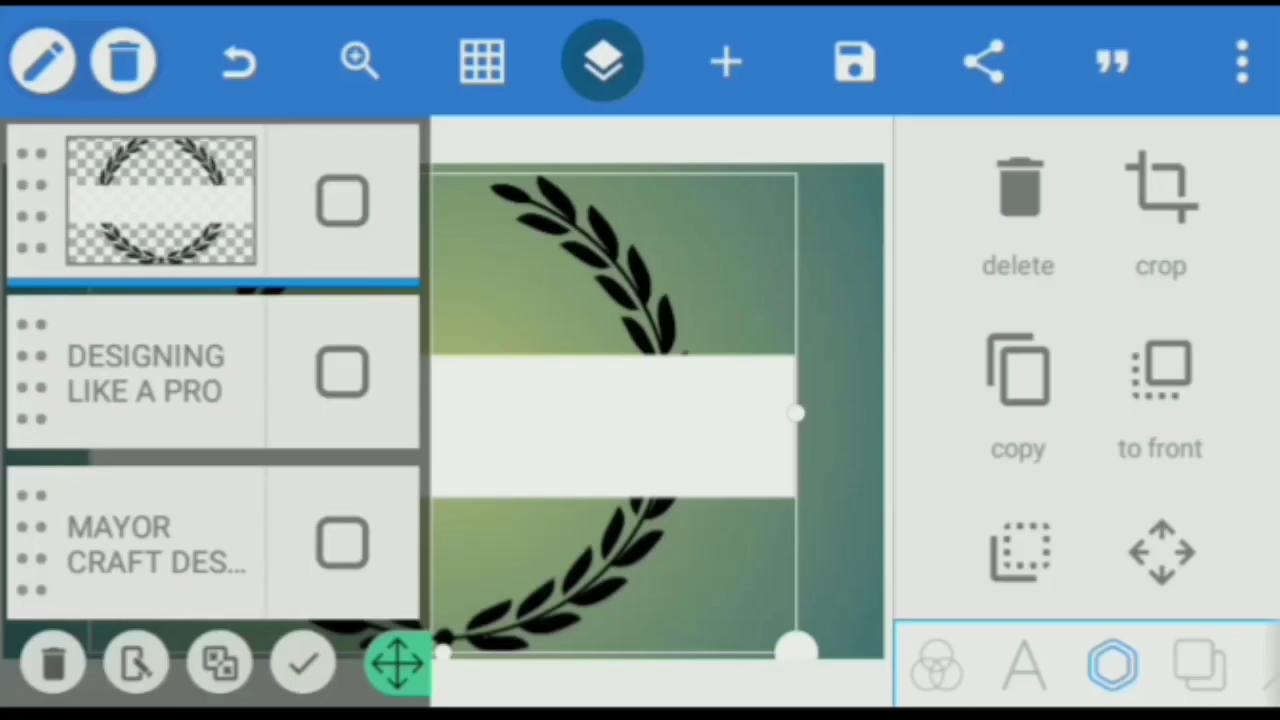 DESIGNING
LIKE A PRO
MAYOR
CRAFT DES...
delete
crop
copy
to front